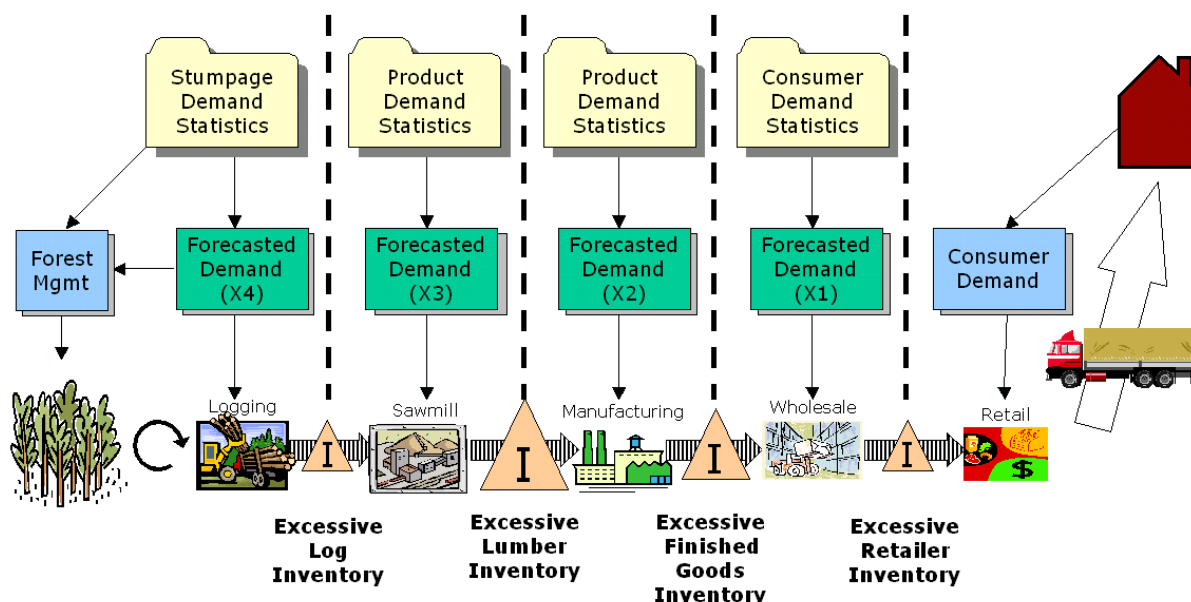 Stumpage
Demand
Statistics
Product
Demand
Statistics
Product
Demand
Statistics
Consumer
Demand
Statistics
Forest
Mgmt
Forecasted
Demand
(X4)
Forecasted
Demand
(X3)
Forecasted
Demand
(X2)
Forecasted
Demand
(X1)
Consumer
Demand
Logging
Sawmill
Manufacturing
Wholesale
Retail
I
I
I
I
$
Excessive
Log
Inventory
Excessive
Lumber
Inventory
Excessive
Finished
Goods
Inventory
Excessive
Retailer
Inventory